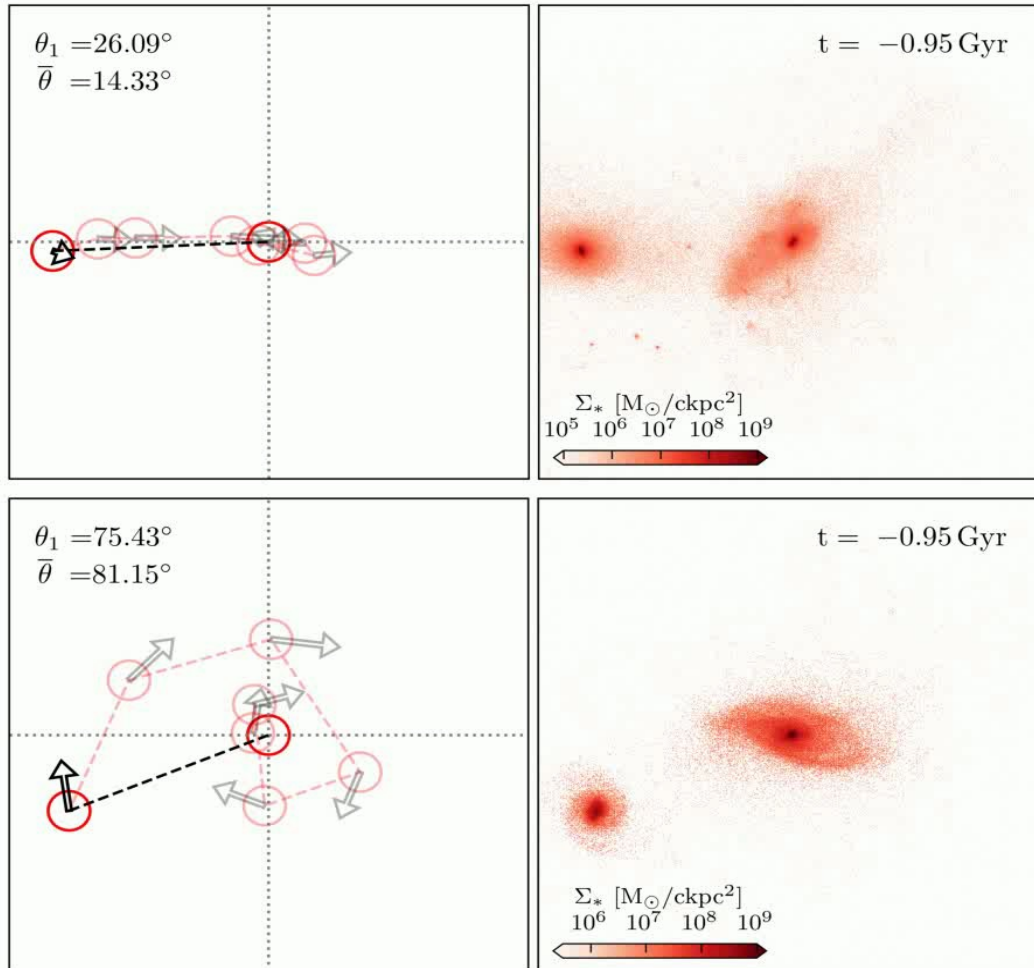 θ₁ =26.09°
θ̅ =14.33°
t = −0.95 Gyr
Σ* [M⊙/ckpc²]
10⁵ 10⁶ 10⁷ 10⁸ 10⁹
θ₁ =75.43°
θ̅ =81.15°
t = −0.95 Gyr
Σ* [M⊙/ckpc²]
10⁶ 10⁷ 10⁸ 10⁹